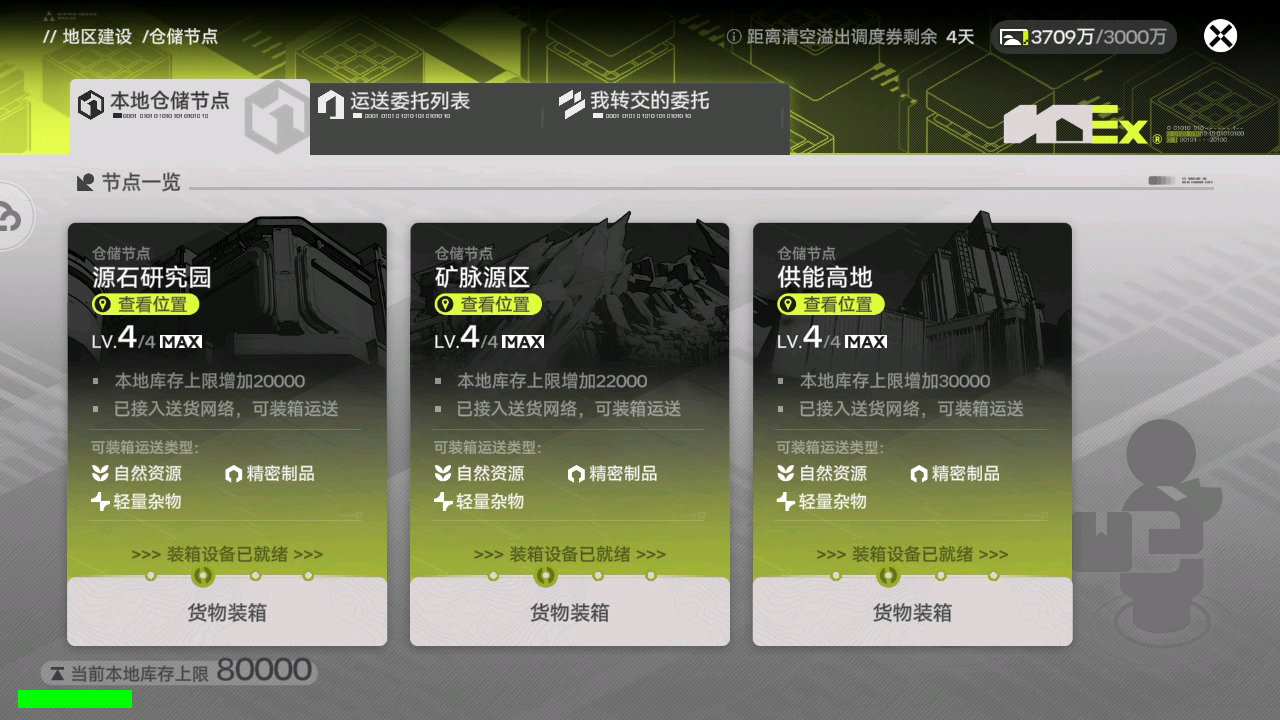 // 地区建设 /仓储节点
距离清空溢出调度券剩余 4天
3709万/3000万
本地仓储节点
运送委托列表
我转交的委托
节点一览
仓储节点
源石研究园
查看位置
LV.4/4 MAX
本地库存上限增加20000
已接入送货网络，可装箱运送
可装箱运送类型：
自然资源
精密制品
轻量杂物
>>> 装箱设备已就绪 >>>
货物装箱
仓储节点
矿脉源区
查看位置
LV.4/4 MAX
本地库存上限增加22000
已接入送货网络，可装箱运送
可装箱运送类型：
自然资源
精密制品
轻量杂物
>>> 装箱设备已就绪 >>>
货物装箱
仓储节点
供能高地
查看位置
LV.4/4 MAX
本地库存上限增加30000
已接入送货网络，可装箱运送
可装箱运送类型：
自然资源
精密制品
轻量杂物
>>> 装箱设备已就绪 >>>
货物装箱
当前本地库存上限 80000